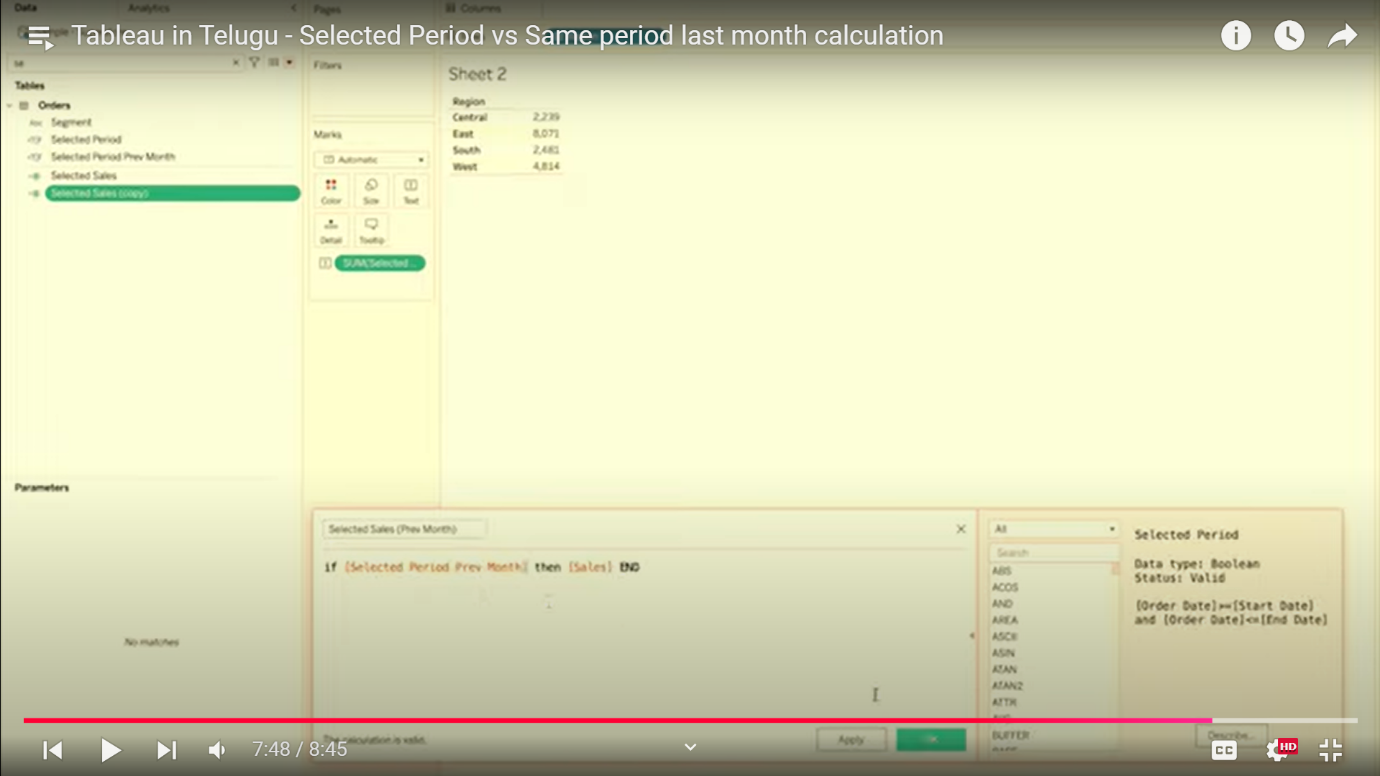 Data Analytics
Pages
Columns
Tableau in Telugu - Selected Period vs Same period last month calculation
se
Filters
Tables
Orders
Abc Segment
Selected Period
Selected Period Prev Month
Selected Sales
Selected Sales (copy)
Marks
Automatic
Color Size Text
Detail Tooltip
SUM(Selected ...
Sheet 2
Region
Central 2,239
East 8,071
South 2,481
West 4,814
Parameters
No matches
Selected Sales (Prev Month)
if [Selected Period Prev Month] then [Sales] END
The calculation is valid.
Apply
All
Search
ABS
ACOS
AND
AREA
ASCII
ASIN
ATAN
ATAN2
ATTR
BUFFER
Selected Period
Data type: Boolean
Status: Valid
[Order Date]>=[Start Date]
and [Order Date]<=[End Date]
Describe...
7:48 / 8:45
CC
HD